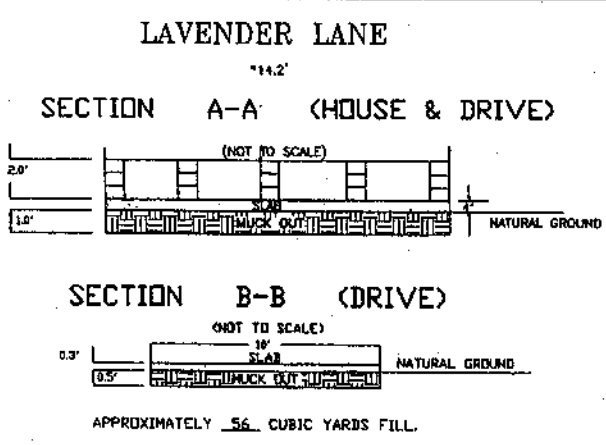 LAVENDER LANE
"14.2'
SECTION A-A (HOUSE & DRIVE)
(NOT TO SCALE)
2.0'
SLAB
1.0'
MUCK OUT
NATURAL GROUND
SECTION B-B (DRIVE)
(NOT TO SCALE)
10'
0.3'
SLAB
NATURAL GROUND
0.5'
MUCK OUT
APPROXIMATELY 56 CUBIC YARDS FILL.